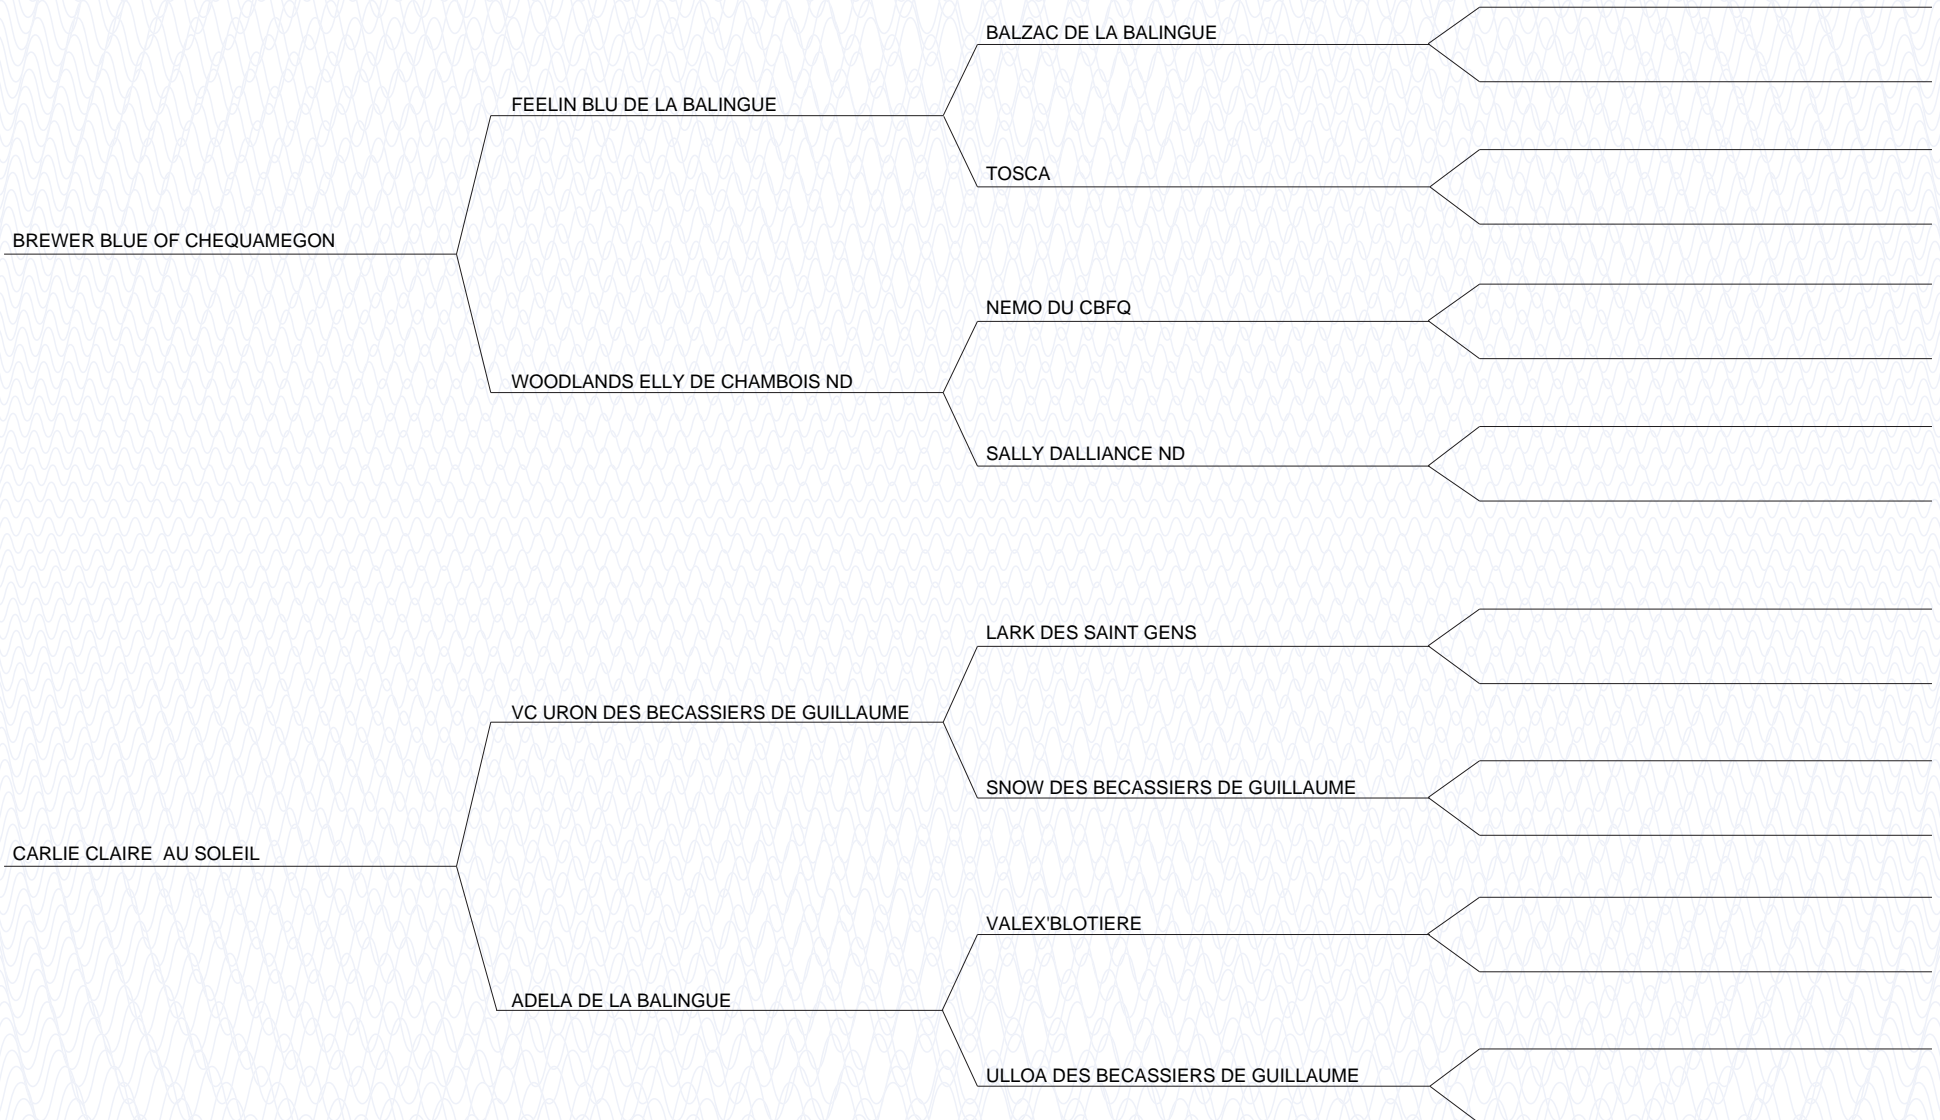 BALZAC DE LA BALINGUE
FEELIN BLU DE LA BALINGUE
TOSCA
BREWER BLUE OF CHEQUAMEGON
NEMO DU CBFQ
WOODLANDS ELLY DE CHAMBOIS ND
SALLY DALLIANCE ND
LARK DES SAINT GENS
VC URON DES BECASSIERS DE GUILLAUME
SNOW DES BECASSIERS DE GUILLAUME
CARLIE CLAIRE  AU SOLEIL
VALEX'BLOTIERE
ADELA DE LA BALINGUE
ULLOA DES BECASSIERS DE GUILLAUME